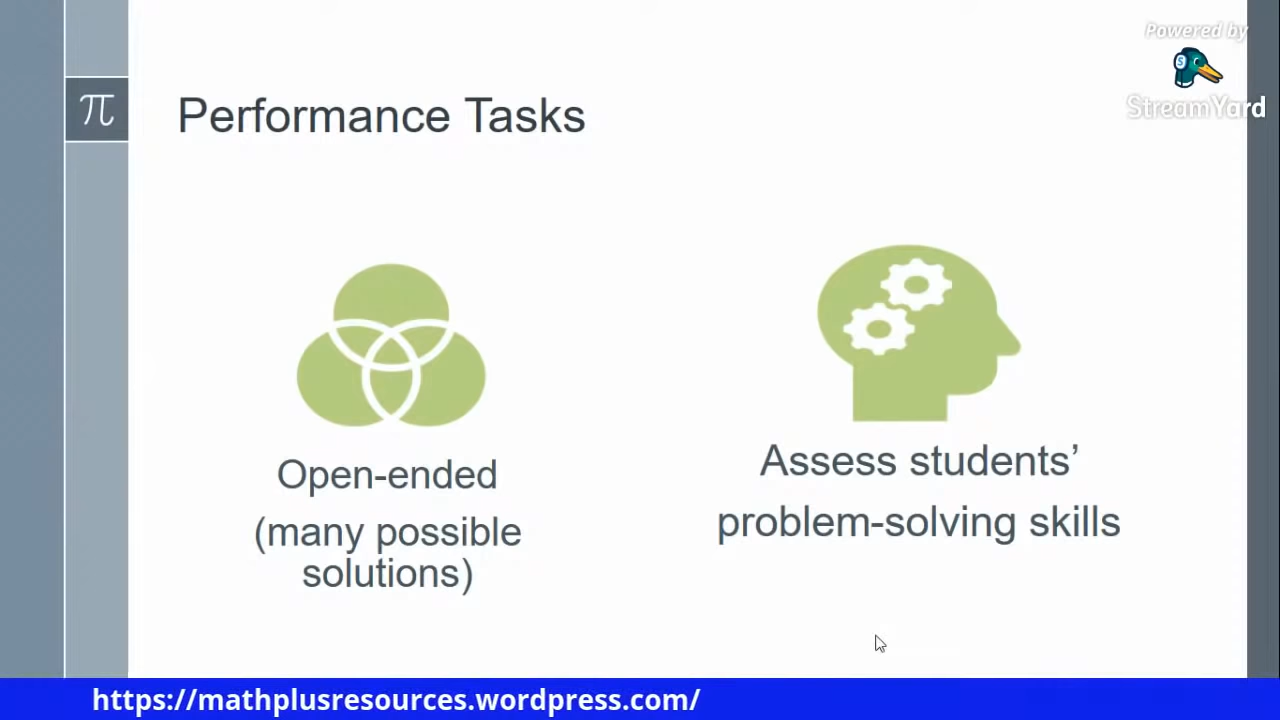 Powered by
StreamYard
π
Performance Tasks
Open-ended
(many possible
solutions)
Assess students’
problem-solving skills
https://mathplusresources.wordpress.com/